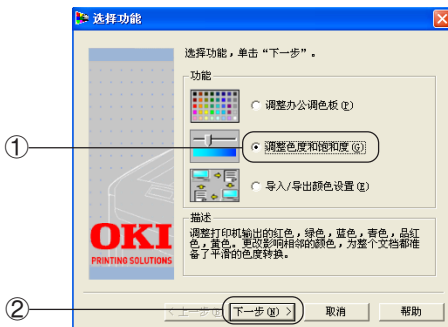 选择功能
选择功能，单击“下一步”。
功能
调整办公调色板(P)
①
调整色度和饱和度(G)
导入/导出颜色设置(E)
描述
调整打印机输出的红色，绿色，蓝色，青色，品红
色，黄色。更改影响相邻的颜色，为整个文档都准
备了平滑的色度转换。
OKI
PRINTING SOLUTIONS
②
< 上一步(B)
下一步(N) >
取消
帮助